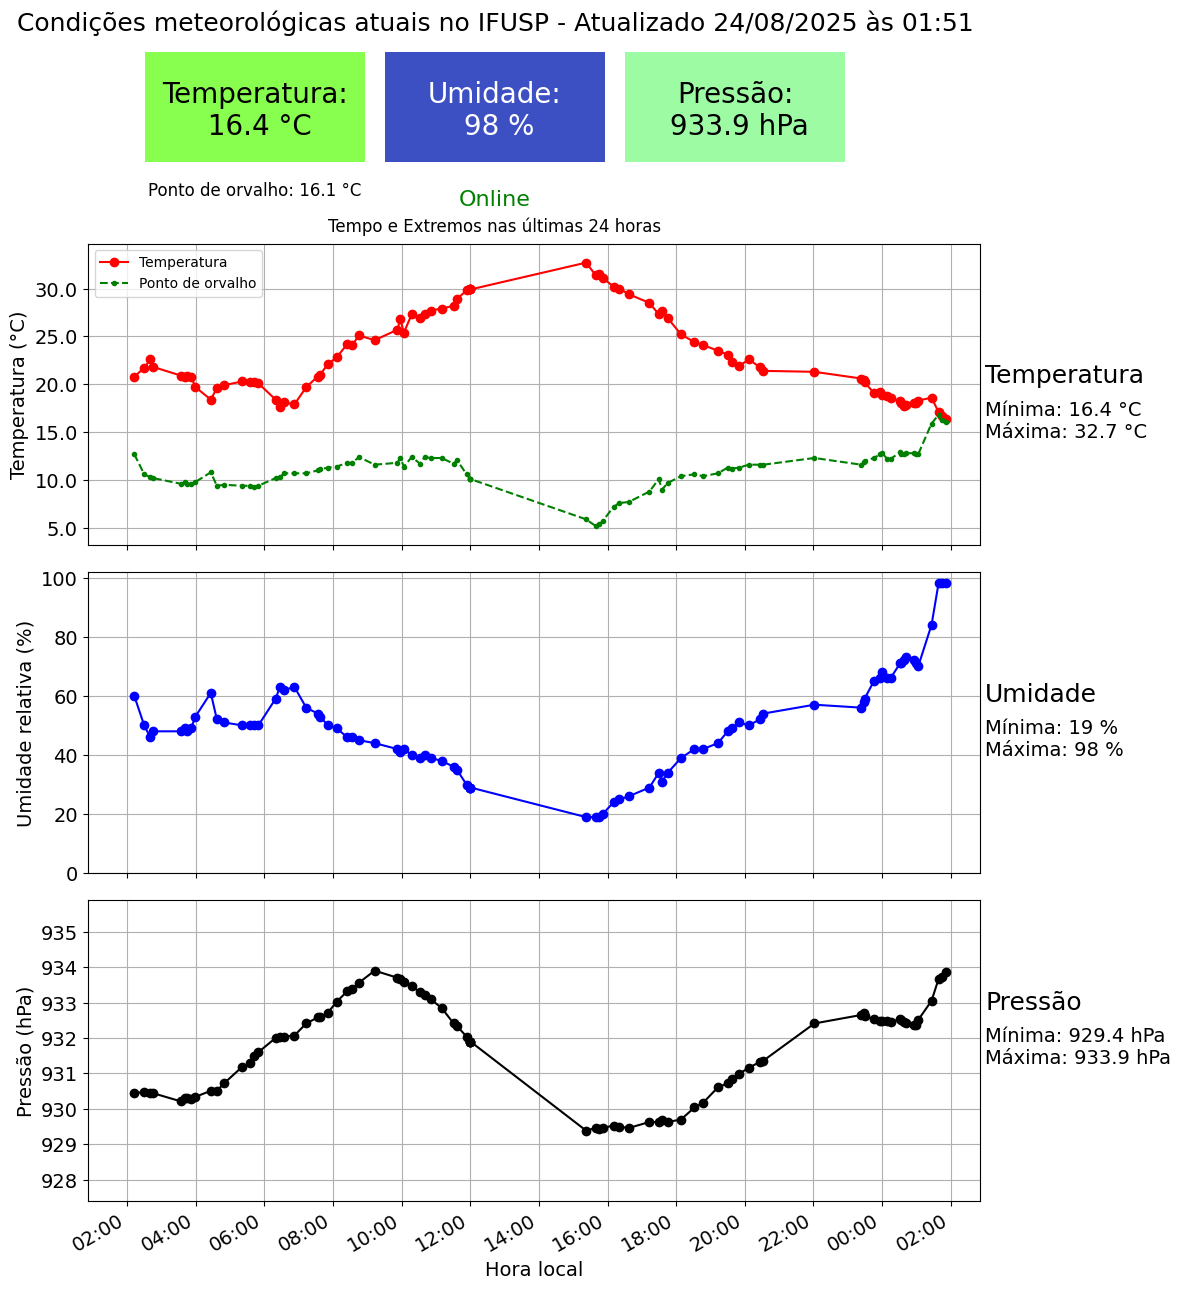 Condições meteorológicas atuais no IFUSP - Atualizado 24/08/2025 às 01:51
Temperatura:
16.4 °C
Umidade:
98 %
Pressão:
933.9 hPa
Ponto de orvalho: 16.1 °C
Online
Tempo e Extremos nas últimas 24 horas
Temperatura
Ponto de orvalho
Temperatura (°C)
30.0
25.0
20.0
15.0
10.0
5.0
Temperatura
Mínima: 16.4 °C
Máxima: 32.7 °C
Umidade relativa (%)
100
80
60
40
20
0
Umidade
Mínima: 19 %
Máxima: 98 %
Pressão (hPa)
935
934
933
932
931
930
929
928
Pressão
Mínima: 929.4 hPa
Máxima: 933.9 hPa
02:00 04:00 06:00 08:00 10:00 12:00 14:00 16:00 18:00 20:00 22:00 00:00 02:00
Hora local